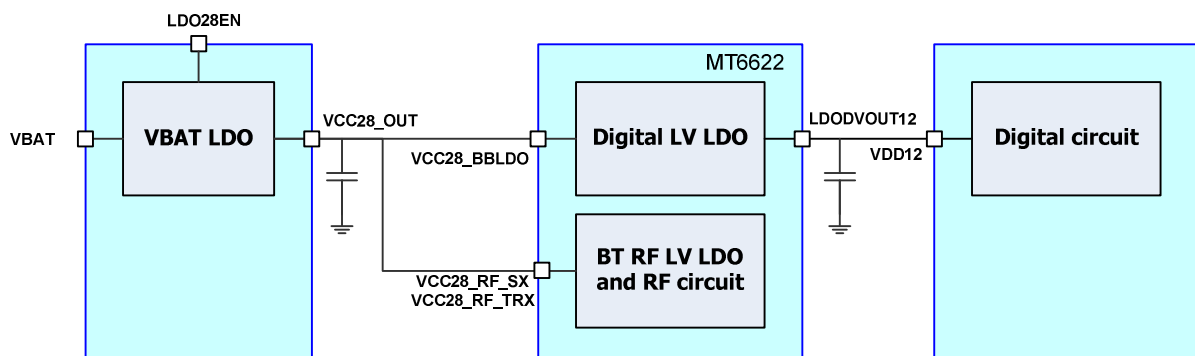 LDO28EN
MT6622
VBAT
VBAT LDO
VCC28_OUT
VCC28_BBLDO
Digital LV LDO
LDODVOUT12
VDD12
Digital circuit
BT RF LV LDO
and RF circuit
VCC28_RF_SX
VCC28_RF_TRX